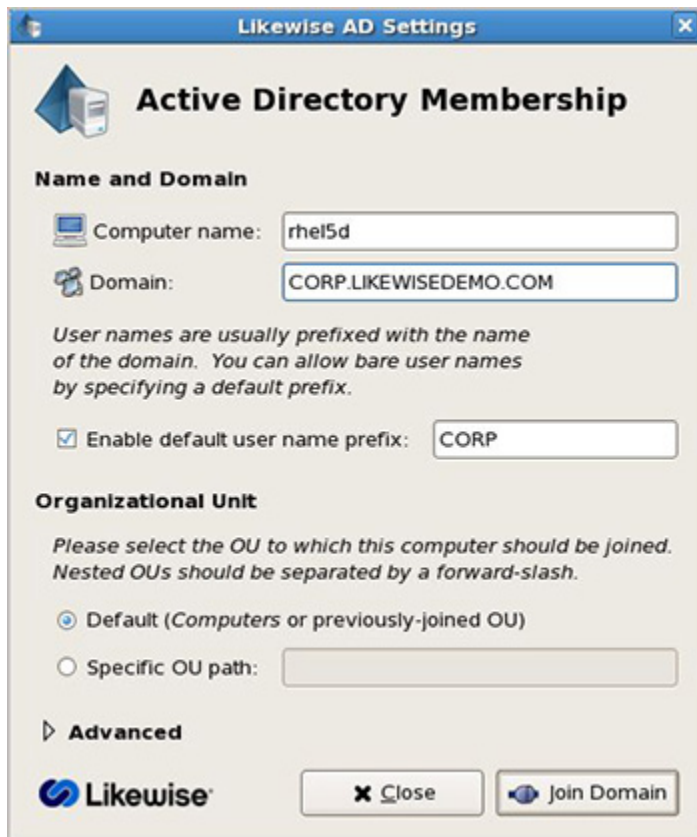 Likewise AD Settings
Active Directory Membership
Name and Domain
Computer name: rhel5d
Domain: CORP.LIKEWISEDEMO.COM
User names are usually prefixed with the name
of the domain. You can allow bare user names
by specifying a default prefix.
Enable default user name prefix: CORP
Organizational Unit
Please select the OU to which this computer should be joined.
Nested OUs should be separated by a forward-slash.
Default (Computers or previously-joined OU)
Specific OU path:
Advanced
Likewise Close Join Domain